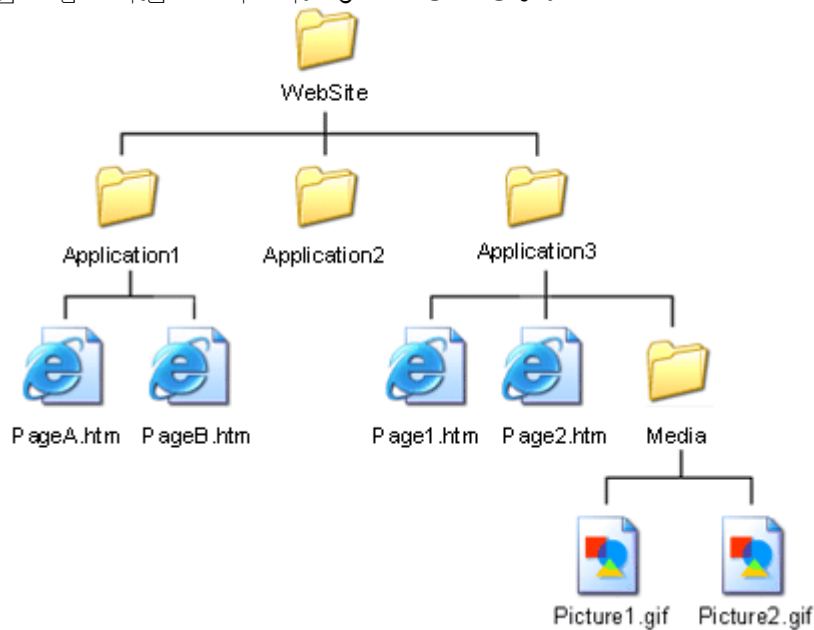 WebSite
Application1 Application2 Application3
PageA.htm PageB.htm Page1.htm Page2.htm Media
Picture1.gif Picture2.gif